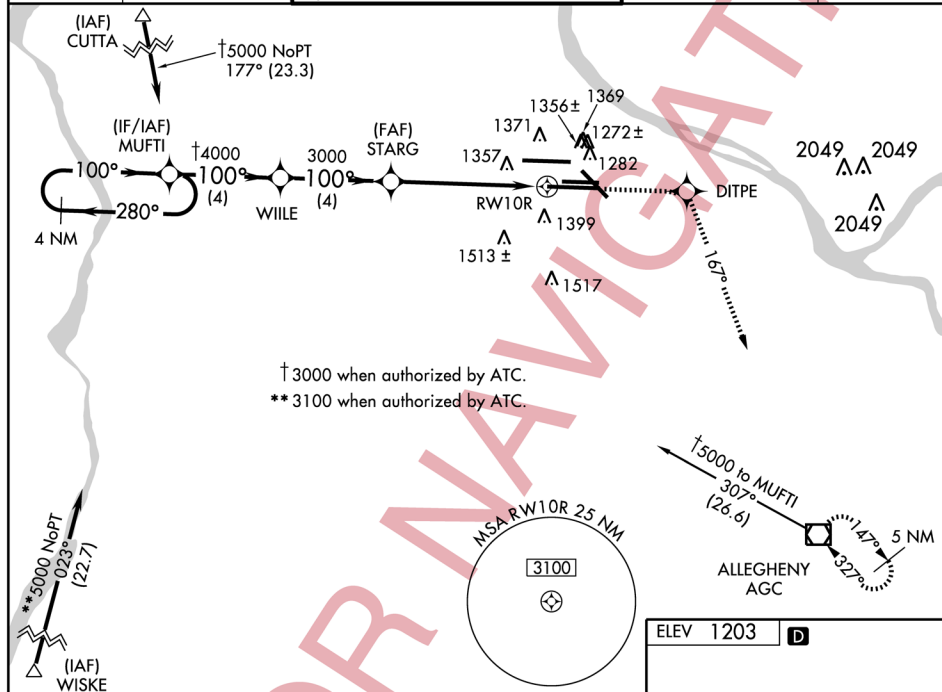 (IAF)
CUTTA
†5000 NoPT
177° (23.3)
(IF/IAF)
MUFTI
100°
280°
4 NM
†4000
100°
(4)
WIILE
3000
100°
(4)
(FAF)
STARG
1371
1356±
1369
1272±
1282
1357
RW10R
1399
1513 ±
1517
DITPE
167°
2049
2049
2049
†3000 when authorized by ATC.
**3100 when authorized by ATC.
**5000 NoPT
023°
(22.7)
(IAF)
WISKE
MSA RW10R 25 NM
3100
†5000 to MUFTI
307°
(26.6)
ALLEGHENY
AGC
147°
327°
5 NM
ELEV 1203
D
OR NAVIGATI